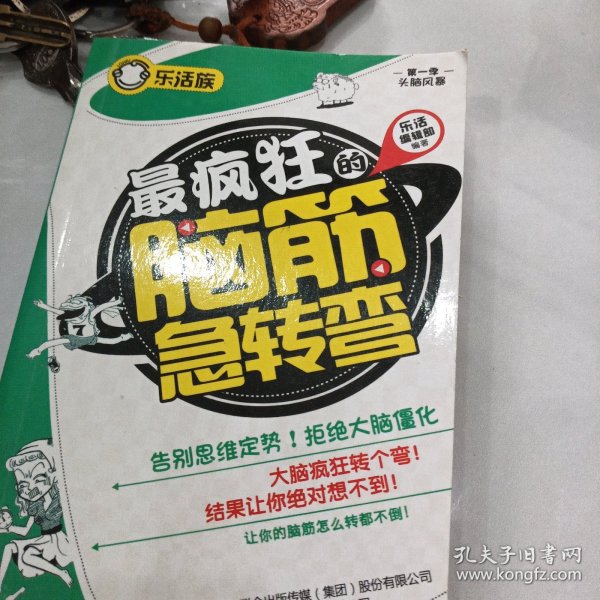 乐活族
第一季
头脑风暴
乐活
编辑部
编著
最疯狂的
脑筋
急转弯
7
告别思维定势！拒绝大脑僵化
大脑疯狂转个弯！
结果让你绝对想不到！
让你的脑筋怎么转都不倒！
出版传媒（集团）股份有限公司
孔夫子旧书网
www.kongfz.com